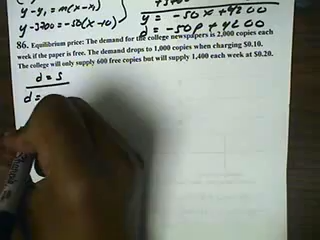 y-y₁ = m(x-x₁)
y-3700 = -50(x-10)
y = -50x+4200
d = -50p+4200
86. Equilibrium price: The demand for the college newspapers is 2,000 copies each
week if the paper is free. The demand drops to 1,000 copies when charging $0.10.
The college will only supply 600 free copies but will supply 1,400 each week at $0.20.
d = s
d =